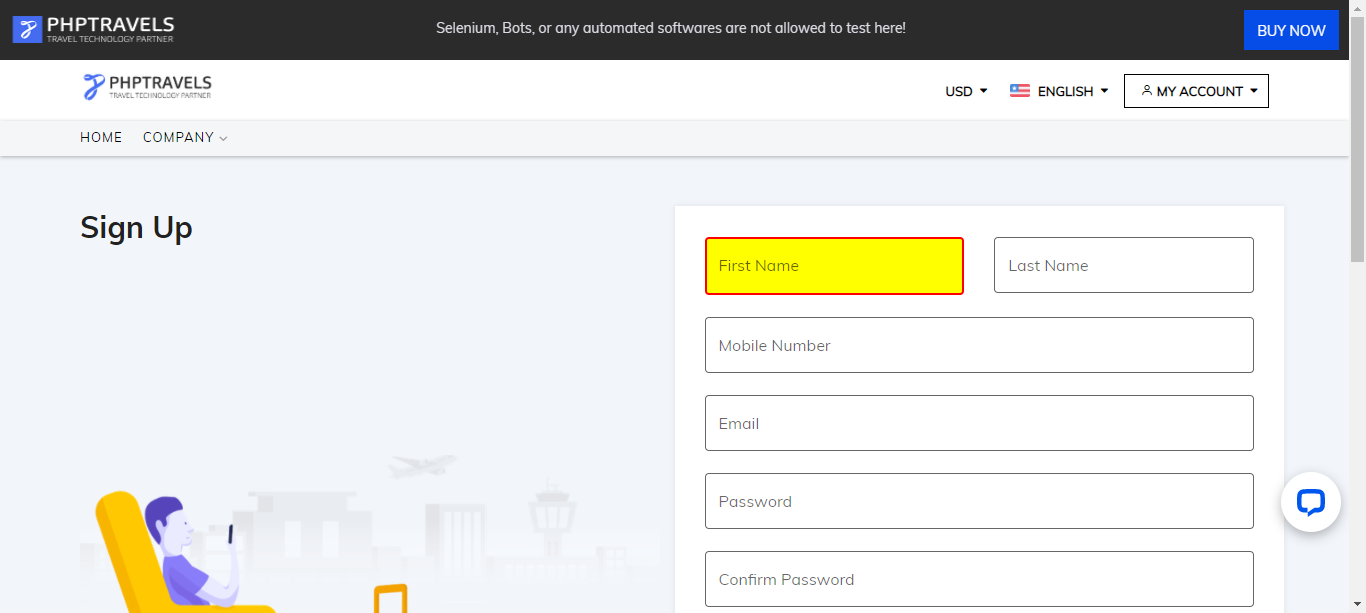 PHPTRAVELS
TRAVEL TECHNOLOGY PARTNER
Selenium, Bots, or any automated softwares are not allowed to test here!
BUY NOW
PHPTRAVELS
TRAVEL TECHNOLOGY PARTNER
USD
ENGLISH
MY ACCOUNT
HOME
COMPANY
Sign Up
First Name
Last Name
Mobile Number
Email
Password
Confirm Password